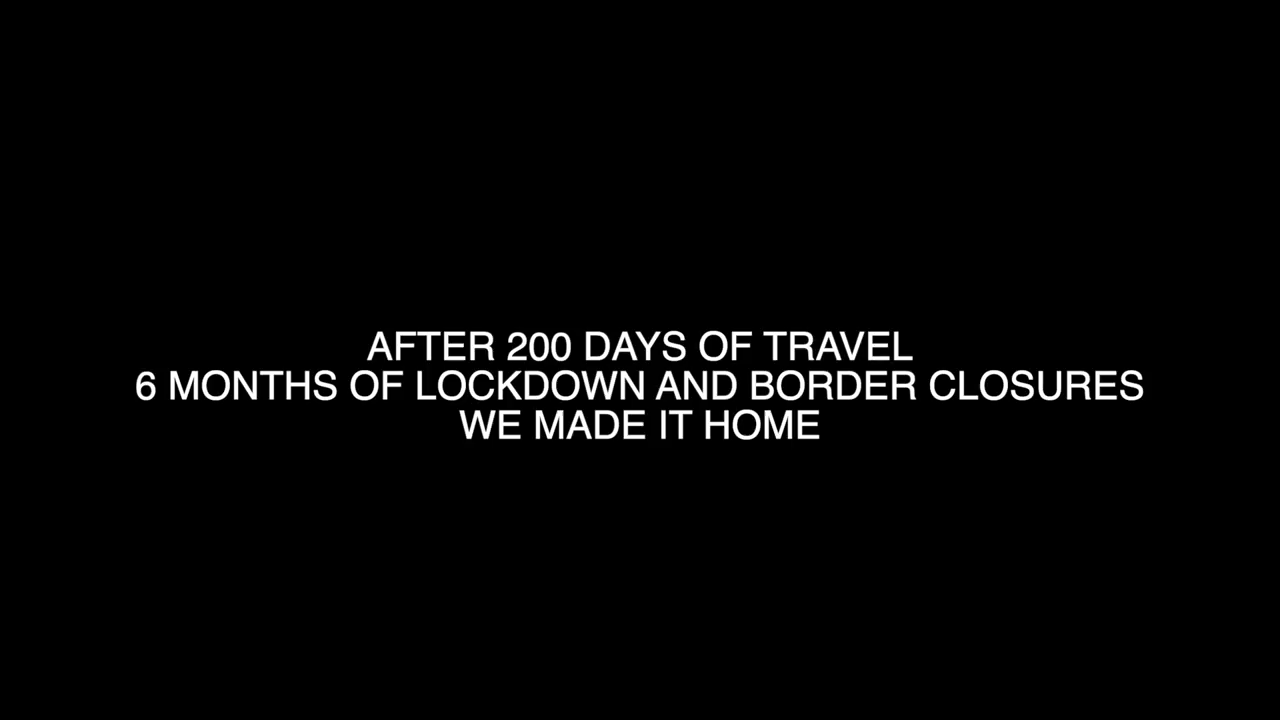 AFTER 200 DAYS OF TRAVEL
6 MONTHS OF LOCKDOWN AND BORDER CLOSURES
WE MADE IT HOME